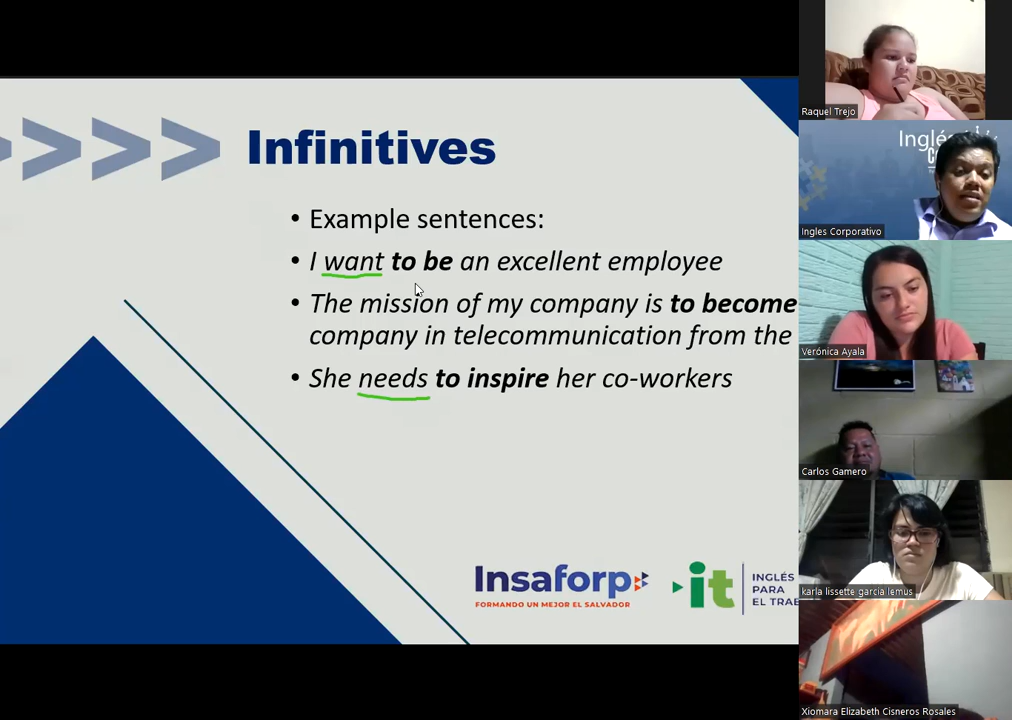 Infinitives
• Example sentences:
• I want to be an excellent employee
• The mission of my company is to become
company in telecommunication from the
• She needs to inspire her co-workers
Insaforp
FORMANDO UN MEJOR EL SALVADOR
it
INGLÉS
PARA
EL TRA
Raquel Trejo
Inglés
Ingles Corporativo
Verónica Ayala
Carlos Gamero
karla lissette garcia lemus
Xiomara Elizabeth Cisneros Rosales